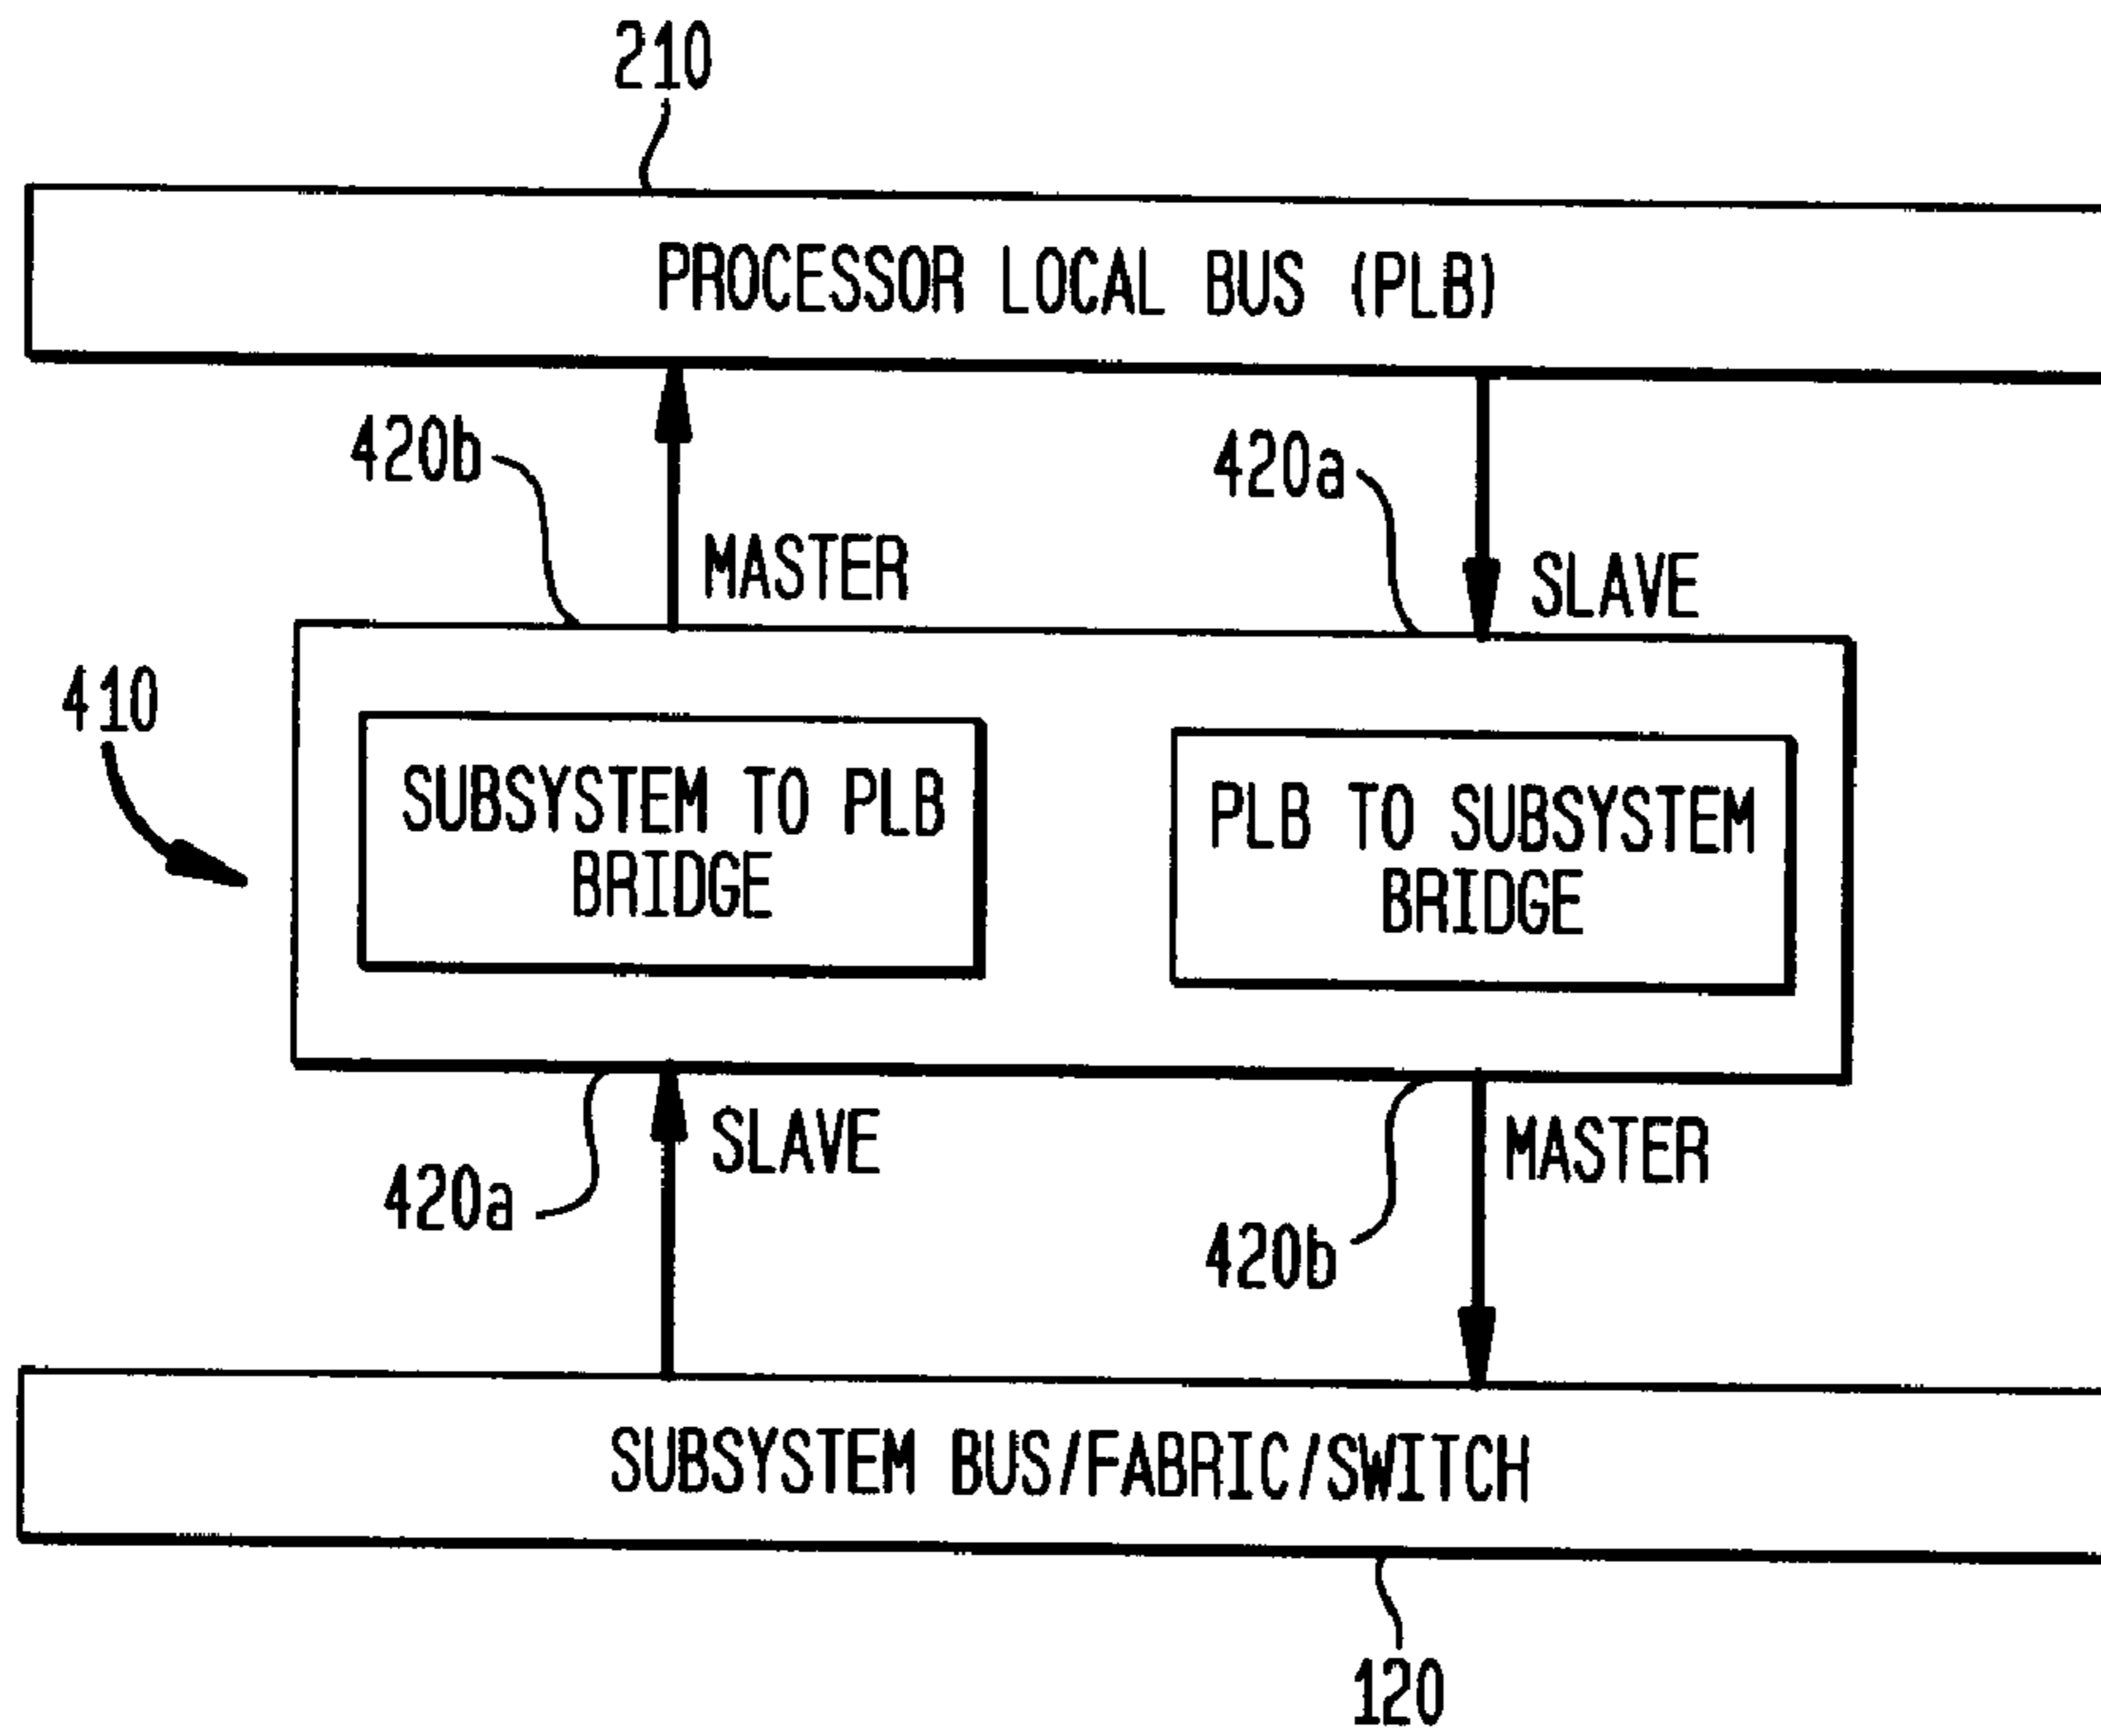 210
PROCESSOR LOCAL BUS (PLB)
420b
420a
MASTER
SLAVE
410
SUBSYSTEM TO PLB
BRIDGE
PLB TO SUBSYSTEM
BRIDGE
SLAVE
MASTER
420a
420b
SUBSYSTEM BUS/FABRIC/SWITCH
120